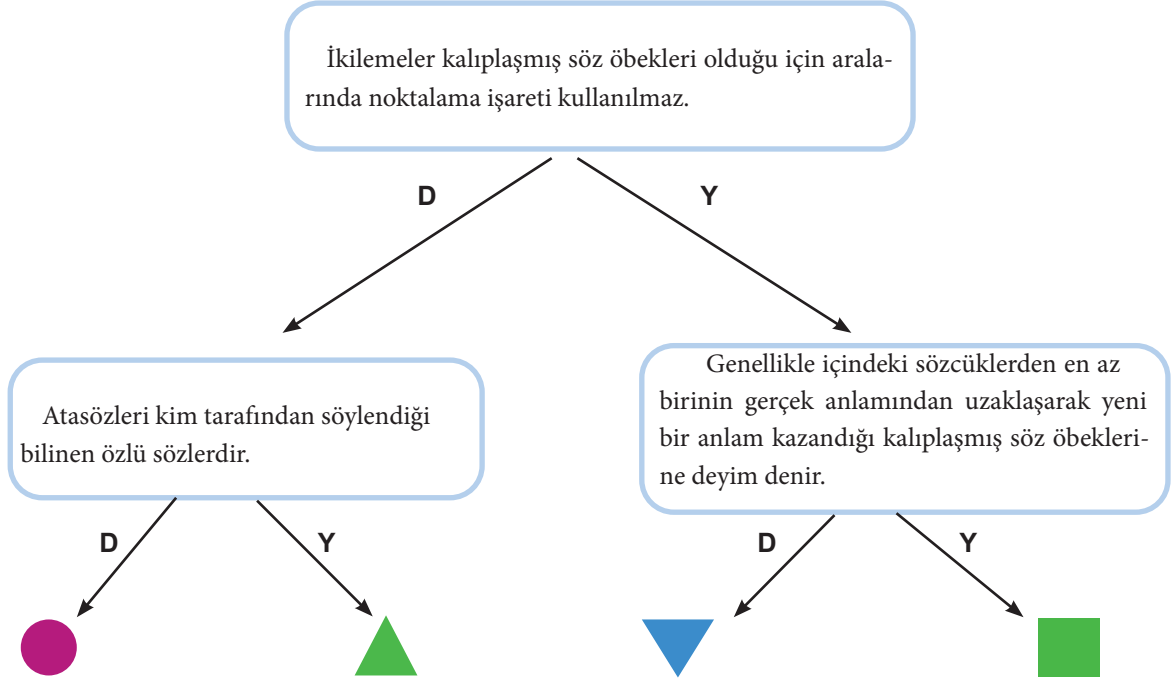 İkilemeler kalıplaşmış söz öbekleri olduğu için arala-
rında noktalama işareti kullanılmaz.
D
Y
Atasözleri kim tarafından söylendiği
bilinen özlü sözlerdir.
Genellikle içindeki sözcüklerden en az
birinin gerçek anlamından uzaklaşarak yeni
bir anlam kazandığı kalıplaşmış söz öbekleri-
ne deyim denir.
D
Y
D
Y